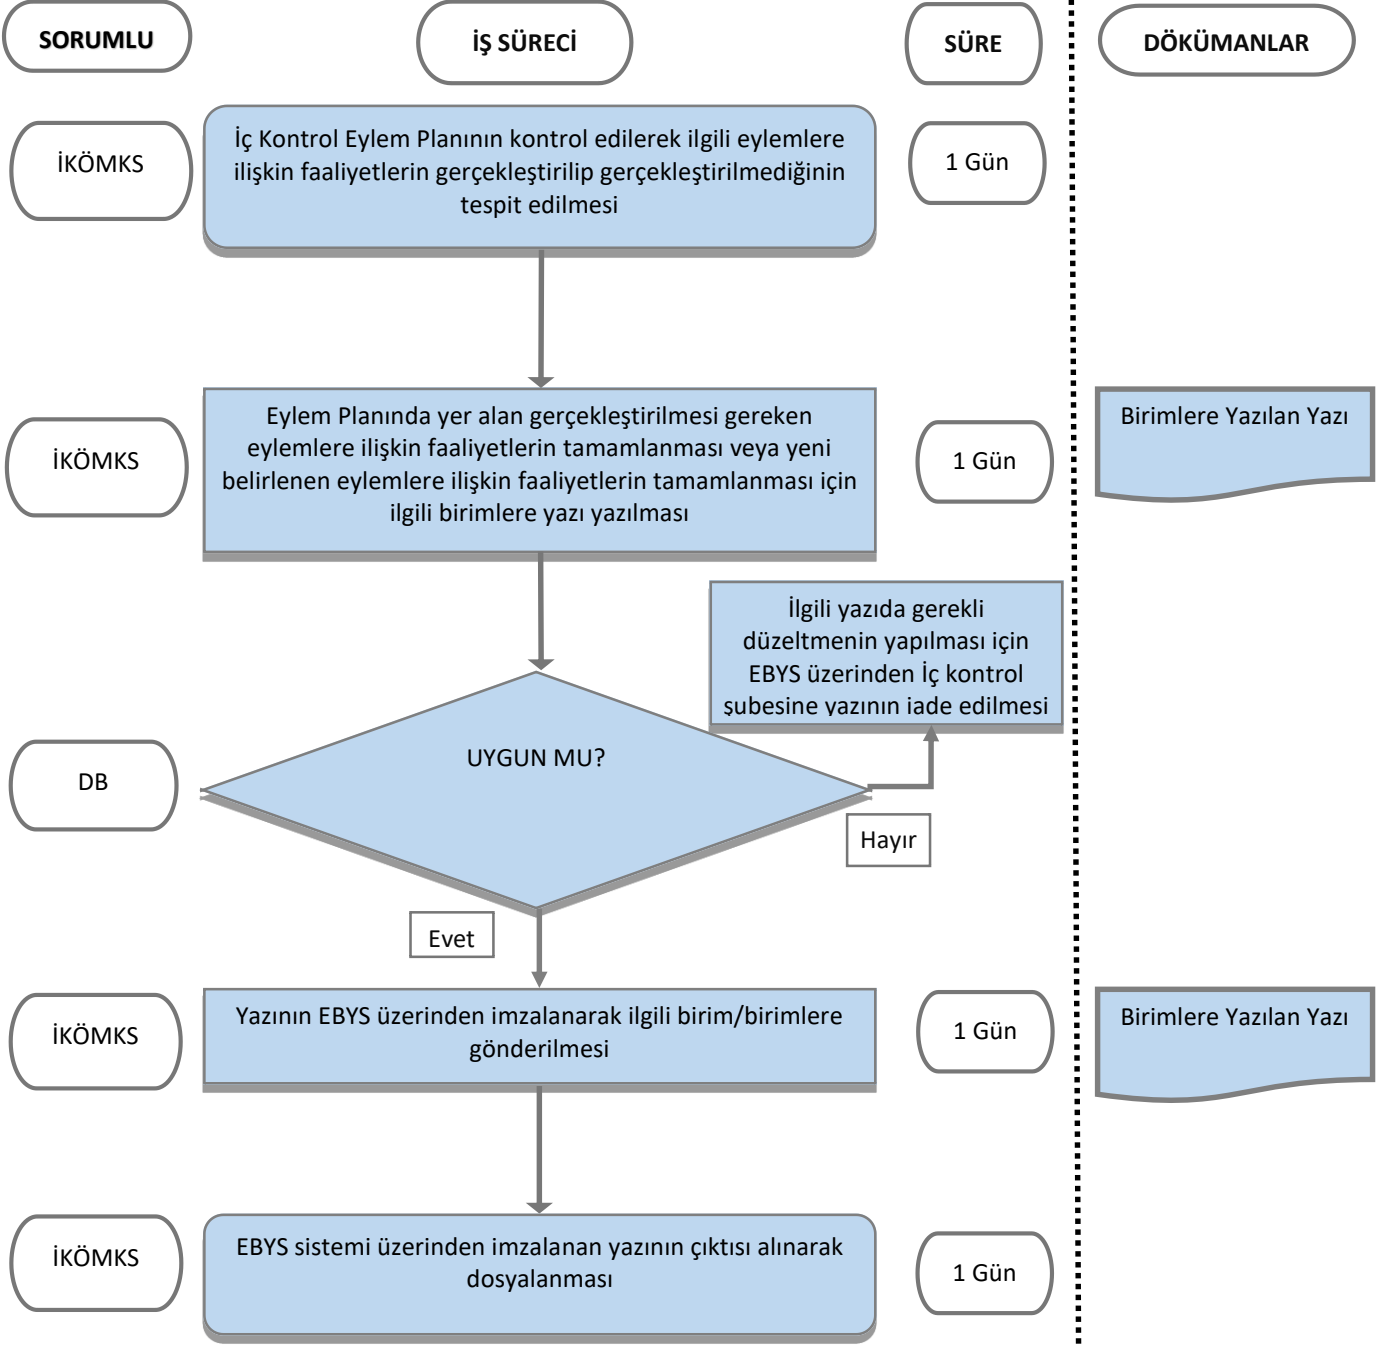 SORUMLU
İŞ SÜRECİ
SÜRE
DÖKÜMANLAR
İKÖMKS
İç Kontrol Eylem Planının kontrol edilerek ilgili eylemlere
ilişkin faaliyetlerin gerçekleştirilip gerçekleştirilmediğinin
tespit edilmesi
1 Gün
İKÖMKS
Eylem Planında yer alan gerçekleştirilmesi gereken
eylemlere ilişkin faaliyetlerin tamamlanması veya yeni
belirlenen eylemlere ilişkin faaliyetlerin tamamlanması için
ilgili birimlere yazı yazılması
1 Gün
Birimlere Yazılan Yazı
İlgili yazıda gerekli
düzeltmenin yapılması için
EBYS üzerinden İç kontrol
şubesine yazının iade edilmesi
DB
UYGUN MU?
Hayır
Evet
İKÖMKS
Yazının EBYS üzerinden imzalanarak ilgili birim/birimlere
gönderilmesi
1 Gün
Birimlere Yazılan Yazı
İKÖMKS
EBYS sistemi üzerinden imzalanan yazının çıktısı alınarak
dosyalanması
1 Gün